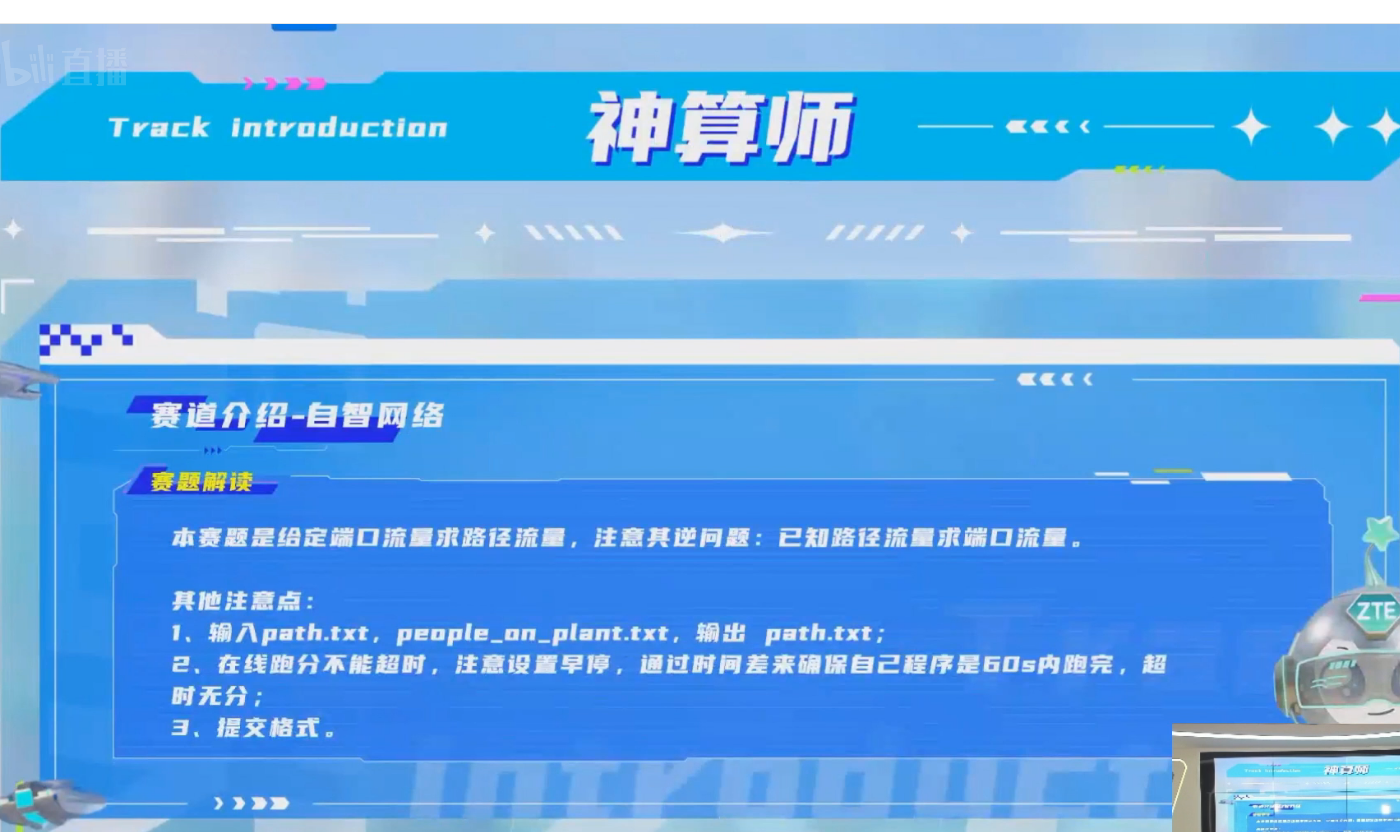 bili 直播
Track introduction
神算师
赛道介绍-自智网络
赛题解读
本赛题是给定端口流量求路径流量，注意其逆问题：已知路径流量求端口流量。
其他注意点：
1、输入path.txt，people_on_plant.txt，输出 path.txt；
2、在线跑分不能超时，注意设置早停，通过时间差来确保自己程序是60s内跑完，超
时无分；
3、提交格式。
ZTE
INTRODUCT
神算师